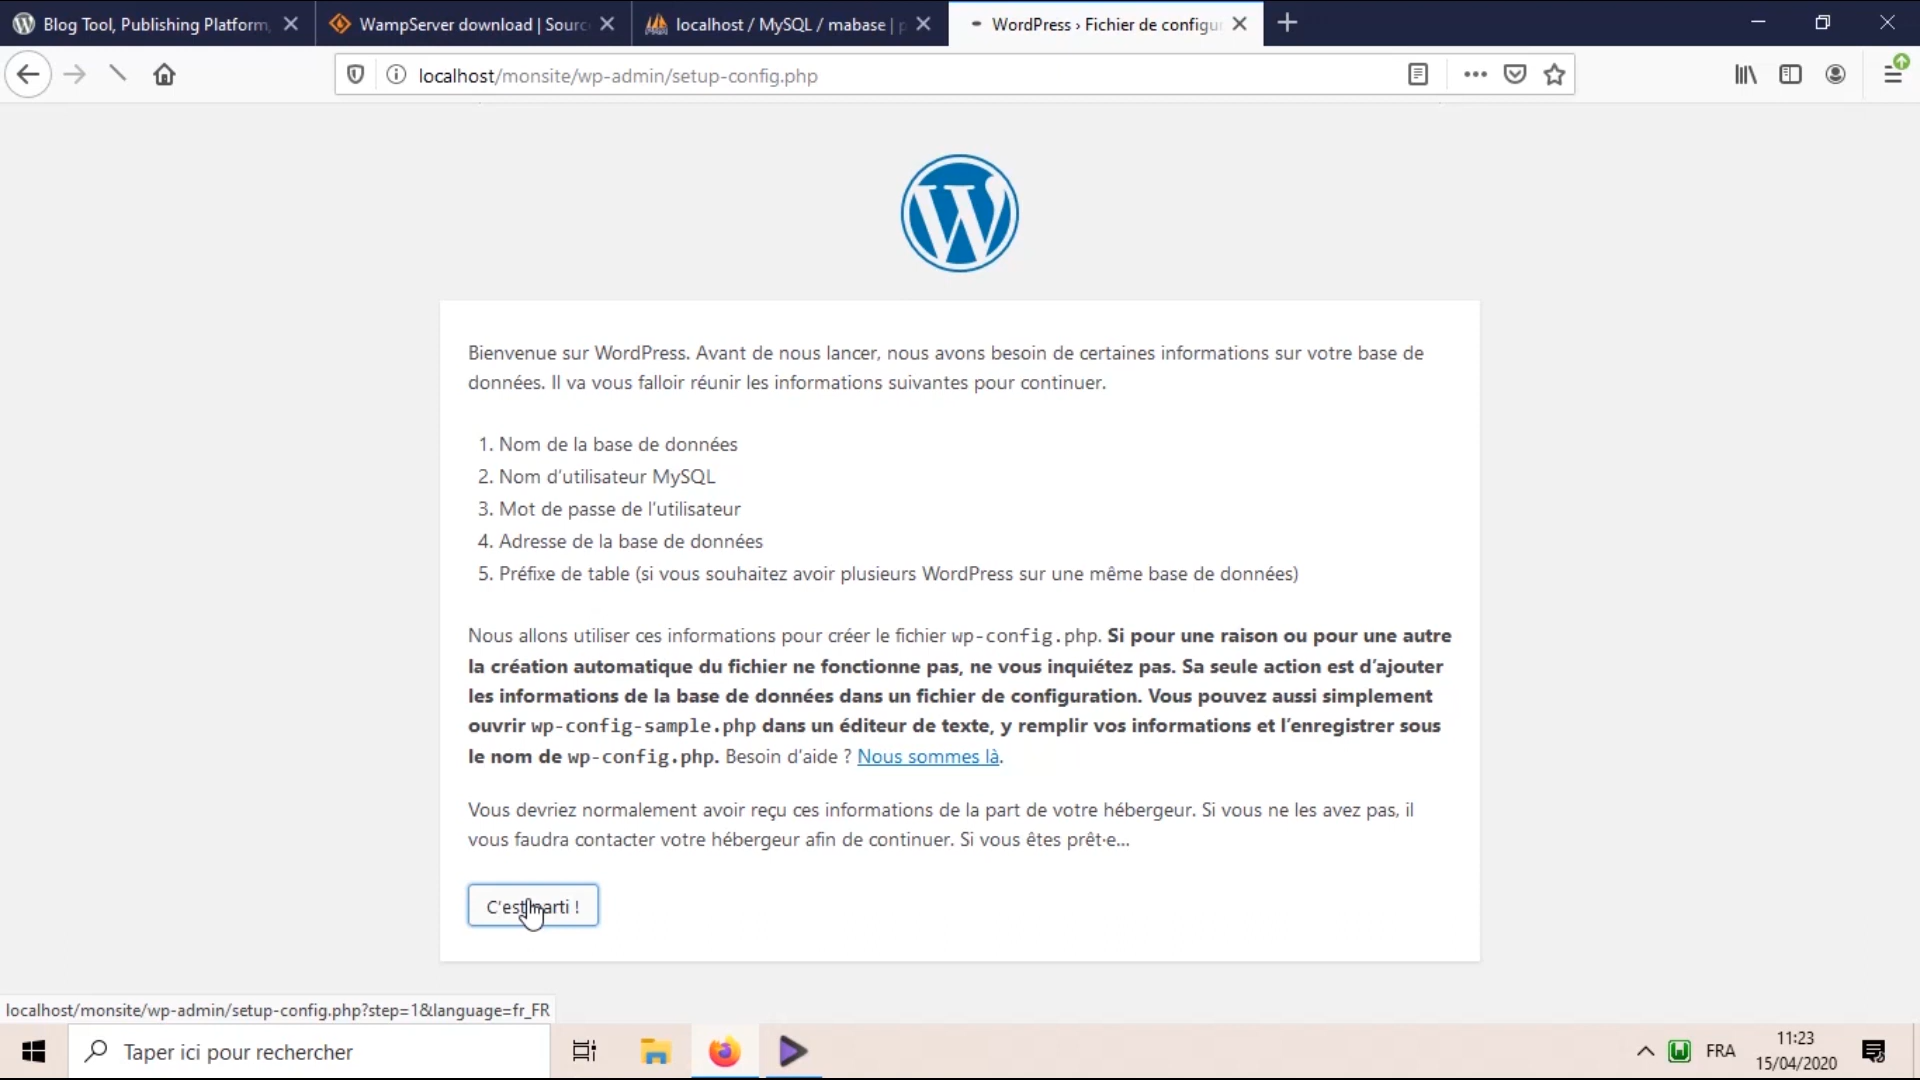 Blog Tool, Publishing Platform,
WampServer download | Sourc
localhost / MySQL / mabase | p
WordPress › Fichier de configu
localhost/monsite/wp-admin/setup-config.php
Bienvenue sur WordPress. Avant de nous lancer, nous avons besoin de certaines informations sur votre base de
données. Il va vous falloir réunir les informations suivantes pour continuer.
1. Nom de la base de données
2. Nom d'utilisateur MySQL
3. Mot de passe de l'utilisateur
4. Adresse de la base de données
5. Préfixe de table (si vous souhaitez avoir plusieurs WordPress sur une même base de données)
Nous allons utiliser ces informations pour créer le fichier wp-config.php. Si pour une raison ou pour une autre
la création automatique du fichier ne fonctionne pas, ne vous inquiétez pas. Sa seule action est d'ajouter
les informations de la base de données dans un fichier de configuration. Vous pouvez aussi simplement
ouvrir wp-config-sample.php dans un éditeur de texte, y remplir vos informations et l'enregistrer sous
le nom de wp-config.php. Besoin d'aide ? Nous sommes là.
Vous devriez normalement avoir reçu ces informations de la part de votre hébergeur. Si vous ne les avez pas, il
vous faudra contacter votre hébergeur afin de continuer. Si vous êtes prêt·e...
C'est parti !
localhost/monsite/wp-admin/setup-config.php?step=1&language=fr_FR
Taper ici pour rechercher
FRA
11:23
15/04/2020